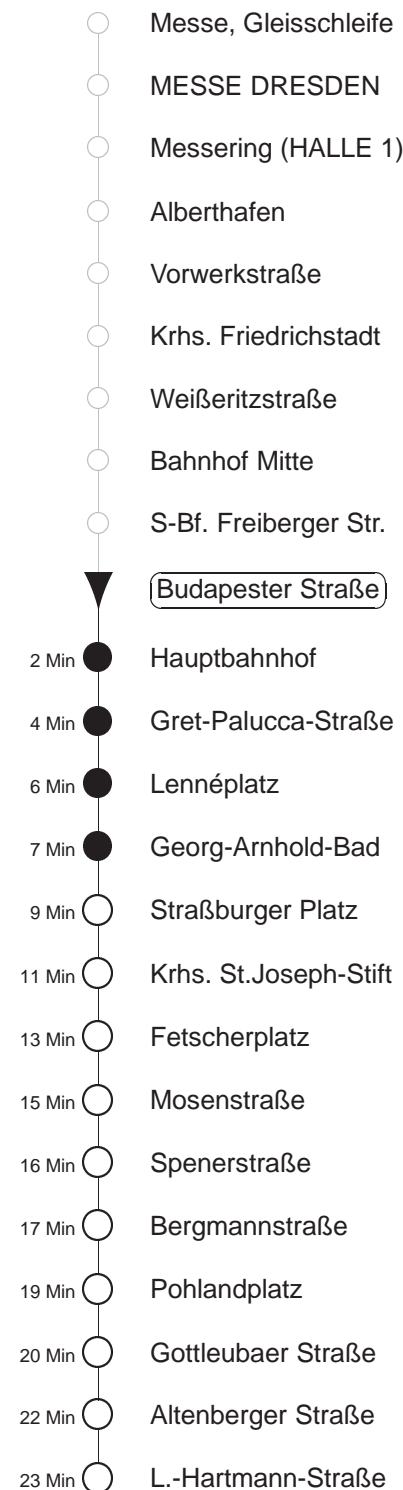 Messe, Gleisschleife
MESSE DRESDEN
Messering (HALLE 1)
Alberthafen
Vorwerkstraße
Krhs. Friedrichstadt
Weißeritzstraße
Bahnhof Mitte
S-Bf. Freiberger Str.
Budapester Straße
2 Min Hauptbahnhof
4 Min Gret-Palucca-Straße
6 Min Lennéplatz
7 Min Georg-Arnhold-Bad
9 Min Straßburger Platz
11 Min Krhs. St.Joseph-Stift
13 Min Fetscherplatz
15 Min Mosenstraße
16 Min Spenerstraße
17 Min Bergmannstraße
19 Min Pohlandplatz
20 Min Gottleubaer Straße
22 Min Altenberger Straße
23 Min L.-Hartmann-Straße